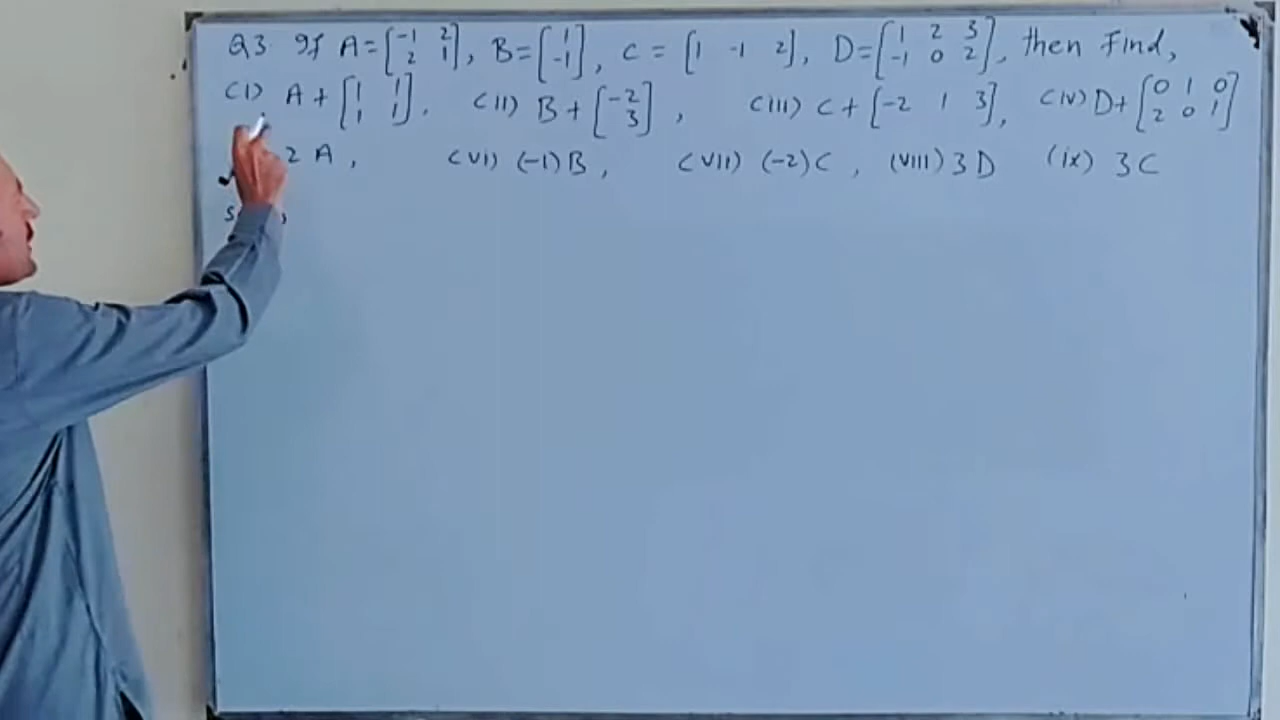 Q3 If A=[-1 2 2 1], B=[1 -1], C = [1 -1 2], D=[1 2 3 -1 0 2], then Find,
(i) A+[1 1 1 1], (ii) B+[-2 3], (iii) C+[-2 1 3], (iv) D+[0 1 0 2 0 1]
2A, (vi) (-1)B, (vii) (-2)C, (viii) 3D (ix) 3C